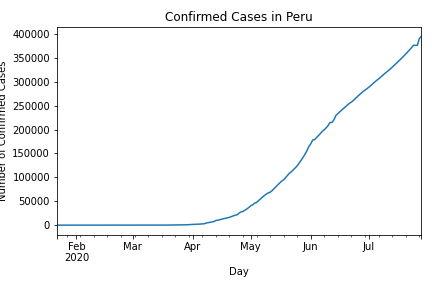 Confirmed Cases in Peru
Number of Confirmed Cases
400000
350000
300000
250000
200000
150000
100000
50000
0
Feb Mar Apr May Jun Jul
2020
Day